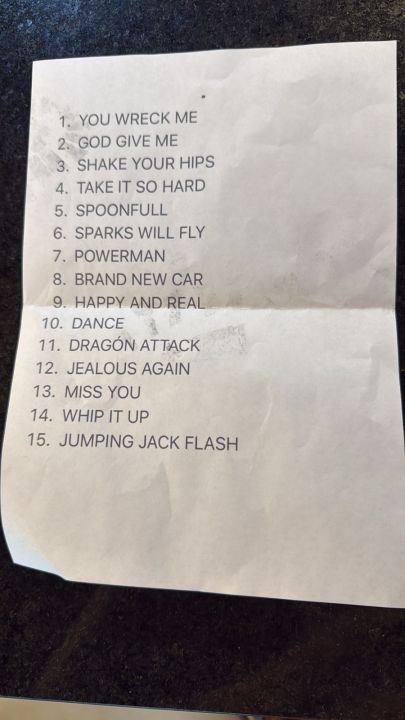 1. YOU WRECK ME
2. GOD GIVE ME
3. SHAKE YOUR HIPS
4. TAKE IT SO HARD
5. SPOONFULL
6. SPARKS WILL FLY
7. POWERMAN
8. BRAND NEW CAR
9. HAPPY AND REAL
10. DANCE
11. DRAGÓN ATTACK
12. JEALOUS AGAIN
13. MISS YOU
14. WHIP IT UP
15. JUMPING JACK FLASH